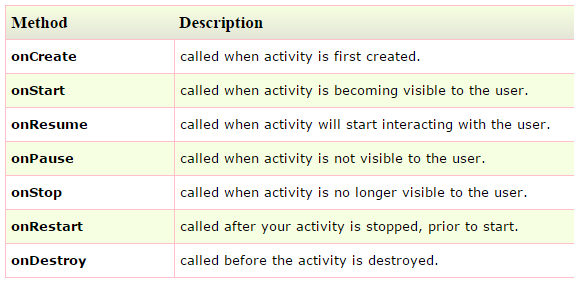 Method Description
onCreate called when activity is first created.
onStart called when activity is becoming visible to the user.
onResume called when activity will start interacting with the user.
onPause called when activity is not visible to the user.
onStop called when activity is no longer visible to the user.
onRestart called after your activity is stopped, prior to start.
onDestroy called before the activity is destroyed.